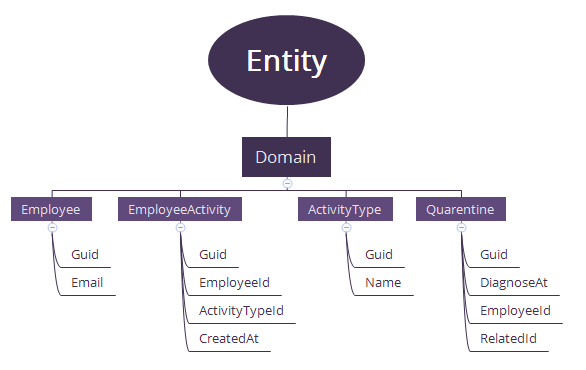 Entity
Domain
Employee
EmployeeActivity
ActivityType
Quarentine
Guid
Email
Guid
EmployeeId
ActivityTypeId
CreatedAt
Guid
Name
Guid
DiagnoseAt
EmployeeId
RelatedId